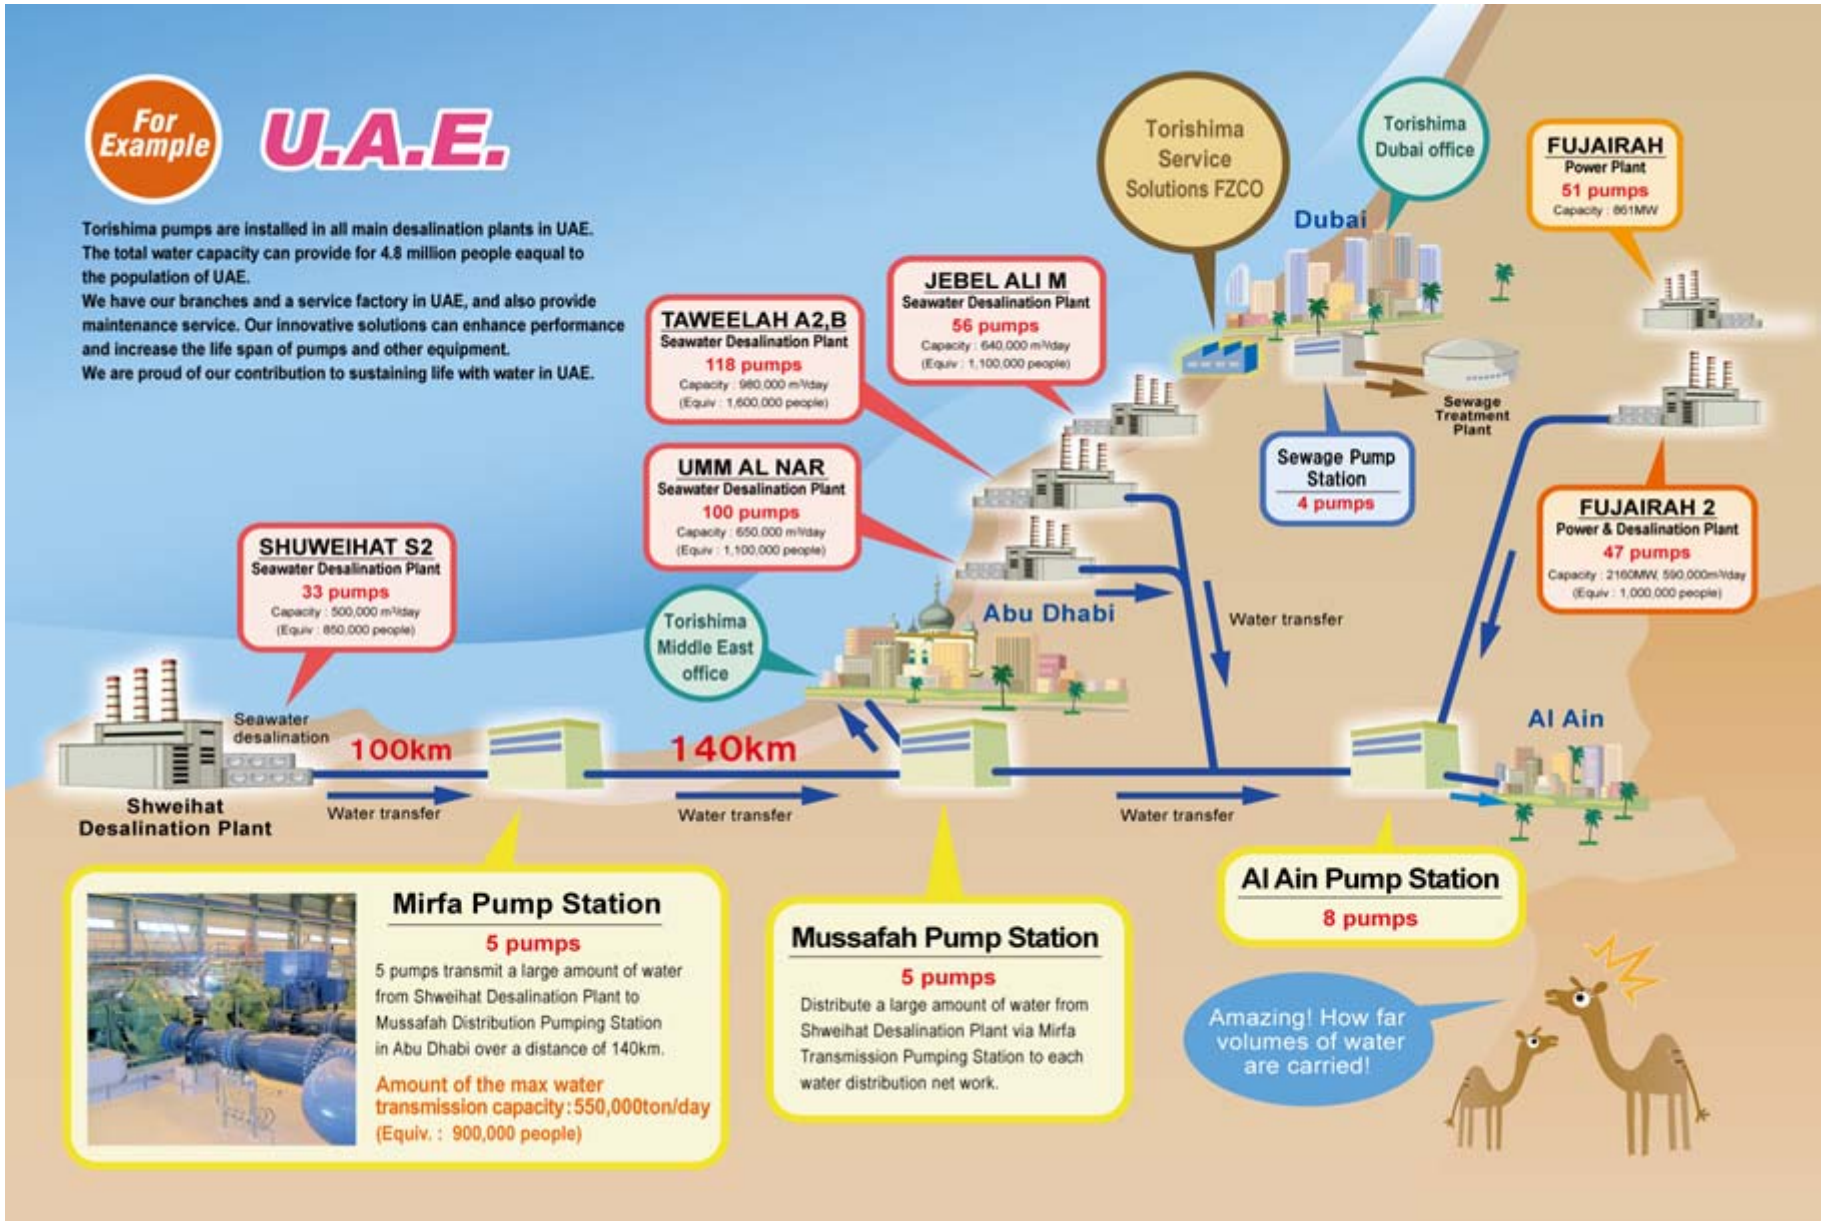 For
Example
U.A.E.
Torishima pumps are installed in all main desalination plants in UAE.
The total water capacity can provide for 4.8 million people eaqual to
the population of UAE.
We have our branches and a service factory in UAE, and also provide
maintenance service. Our innovative solutions can enhance performance
and increase the life span of pumps and other equipment.
We are proud of our contribution to sustaining life with water in UAE.
Torishima
Service
Solutions FZCO
Torishima
Dubai office
FUJAIRAH
Power Plant
51 pumps
Capacity : 861MW
Dubai
JEBEL ALI M
Seawater Desalination Plant
56 pumps
Capacity : 640,000 m³/day
(Equiv : 1,100,000 people)
TAWEELAH A2,B
Seawater Desalination Plant
118 pumps
Capacity : 980,000 m³/day
(Equiv : 1,600,000 people)
Sewage
Treatment
Plant
Sewage Pump
Station
4 pumps
UMM AL NAR
Seawater Desalination Plant
100 pumps
Capacity : 650,000 m³/day
(Equiv : 1,100,000 people)
FUJAIRAH 2
Power & Desalination Plant
47 pumps
Capacity : 2160MW, 590,000m³/day
(Equiv : 1,000,000 people)
SHUWEIHAT S2
Seawater Desalination Plant
33 pumps
Capacity : 500,000 m³/day
(Equiv : 850,000 people)
Torishima
Middle East
office
Abu Dhabi
Water transfer
Al Ain
Seawater
desalination
100km
140km
Shweihat
Desalination Plant
Water transfer
Water transfer
Water transfer
Mirfa Pump Station
5 pumps
5 pumps transmit a large amount of water
from Shweihat Desalination Plant to
Mussafah Distribution Pumping Station
in Abu Dhabi over a distance of 140km.
Amount of the max water
transmission capacity:550,000ton/day
(Equiv. : 900,000 people)
Mussafah Pump Station
5 pumps
Distribute a large amount of water from
Shweihat Desalination Plant via Mirfa
Transmission Pumping Station to each
water distribution net work.
Al Ain Pump Station
8 pumps
Amazing! How far
volumes of water
are carried!